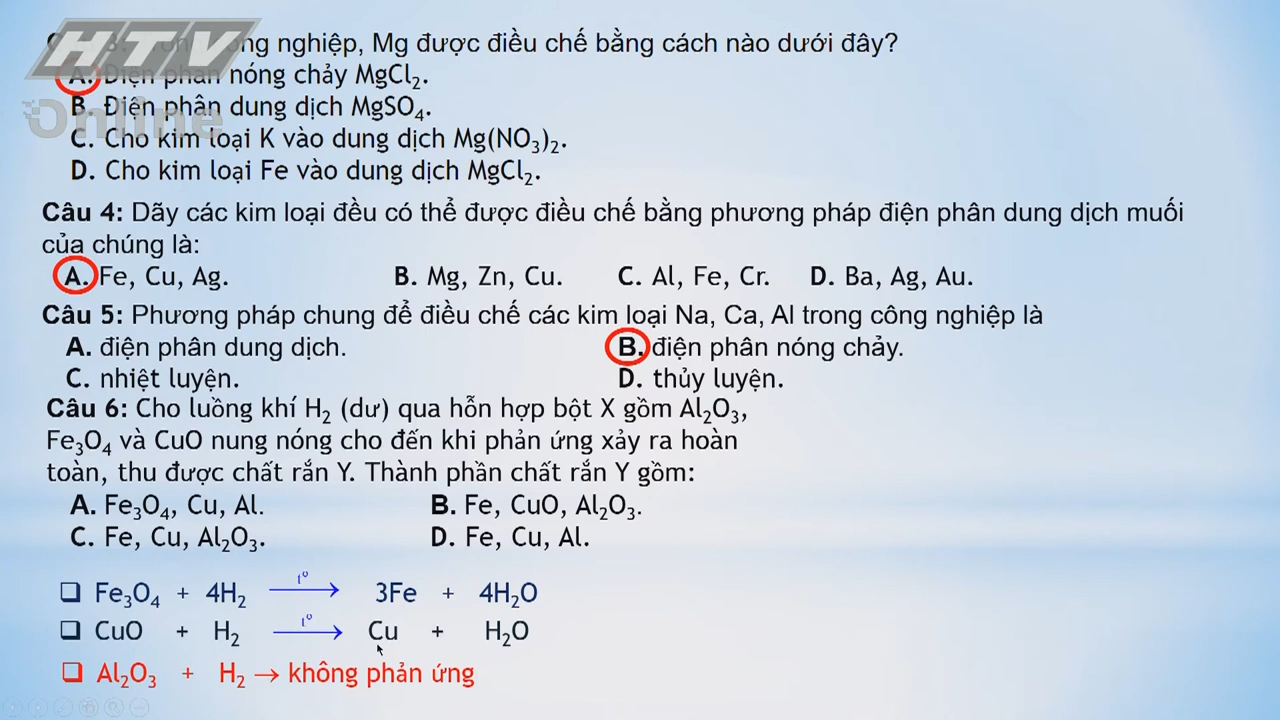 HTV
nghiệp, Mg được điều chế bằng cách nào dưới đây?
A. Điện phân nóng chảy MgCl₂.
Online
B. Điện phân dung dịch MgSO₄.
C. Cho kim loại K vào dung dịch Mg(NO₃)₂.
D. Cho kim loại Fe vào dung dịch MgCl₂.
Câu 4: Dãy các kim loại đều có thể được điều chế bằng phương pháp điện phân dung dịch muối
của chúng là:
A. Fe, Cu, Ag. B. Mg, Zn, Cu. C. Al, Fe, Cr. D. Ba, Ag, Au.
Câu 5: Phương pháp chung để điều chế các kim loại Na, Ca, Al trong công nghiệp là
A. điện phân dung dịch. B. điện phân nóng chảy.
C. nhiệt luyện. D. thủy luyện.
Câu 6: Cho luồng khí H₂ (dư) qua hỗn hợp bột X gồm Al₂O₃,
Fe₃O₄ và CuO nung nóng cho đến khi phản ứng xảy ra hoàn
toàn, thu được chất rắn Y. Thành phần chất rắn Y gồm:
A. Fe₃O₄, Cu, Al. B. Fe, CuO, Al₂O₃.
C. Fe, Cu, Al₂O₃. D. Fe, Cu, Al.
❑ Fe₃O₄ + 4H₂ —t°→ 3Fe + 4H₂O
❑ CuO + H₂ —t°→ Cu + H₂O
❑ Al₂O₃ + H₂ → không phản ứng